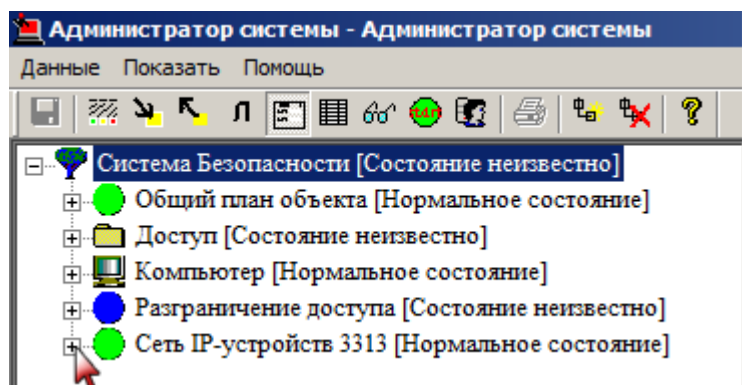 Администратор системы - Администратор системы
Данные Показать Помощь
Л t4n ?
Система Безопасности [Состояние неизвестно]
Общий план объекта [Нормальное состояние]
Доступ [Состояние неизвестно]
Компьютер [Нормальное состояние]
Разграничение доступа [Состояние неизвестно]
Сеть IP-устройств 3313 [Нормальное состояние]